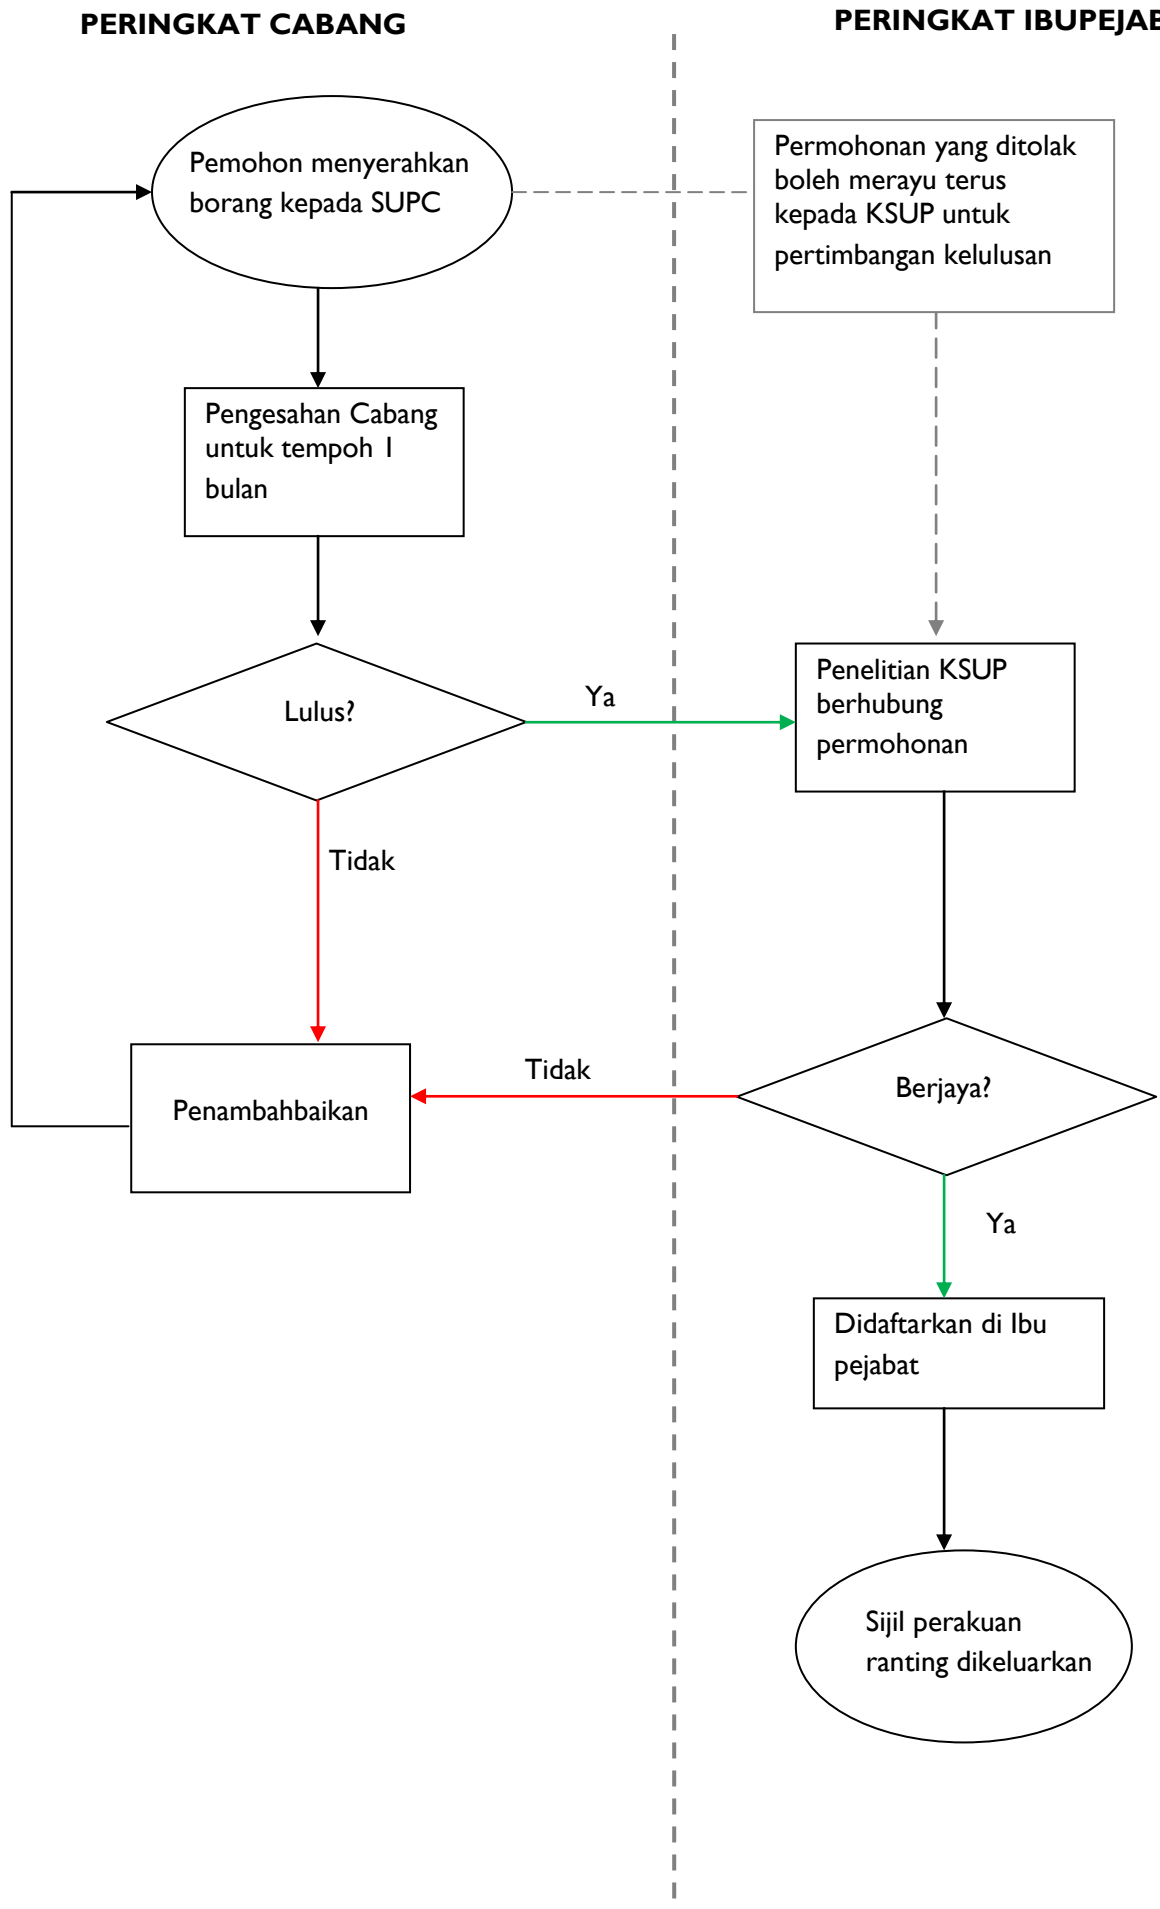 PERINGKAT CABANG
PERINGKAT IBUPEJAB
Pemohon menyerahkan
borang kepada SUPC
Permohonan yang ditolak
boleh merayu terus
kepada KSUP untuk
pertimbangan kelulusan
Pengesahan Cabang
untuk tempoh 1
bulan
Lulus?
Ya
Penelitian KSUP
berhubung
permohonan
Tidak
Penambahbaikan
Tidak
Berjaya?
Ya
Didaftarkan di Ibu
pejabat
Sijil perakuan
ranting dikeluarkan